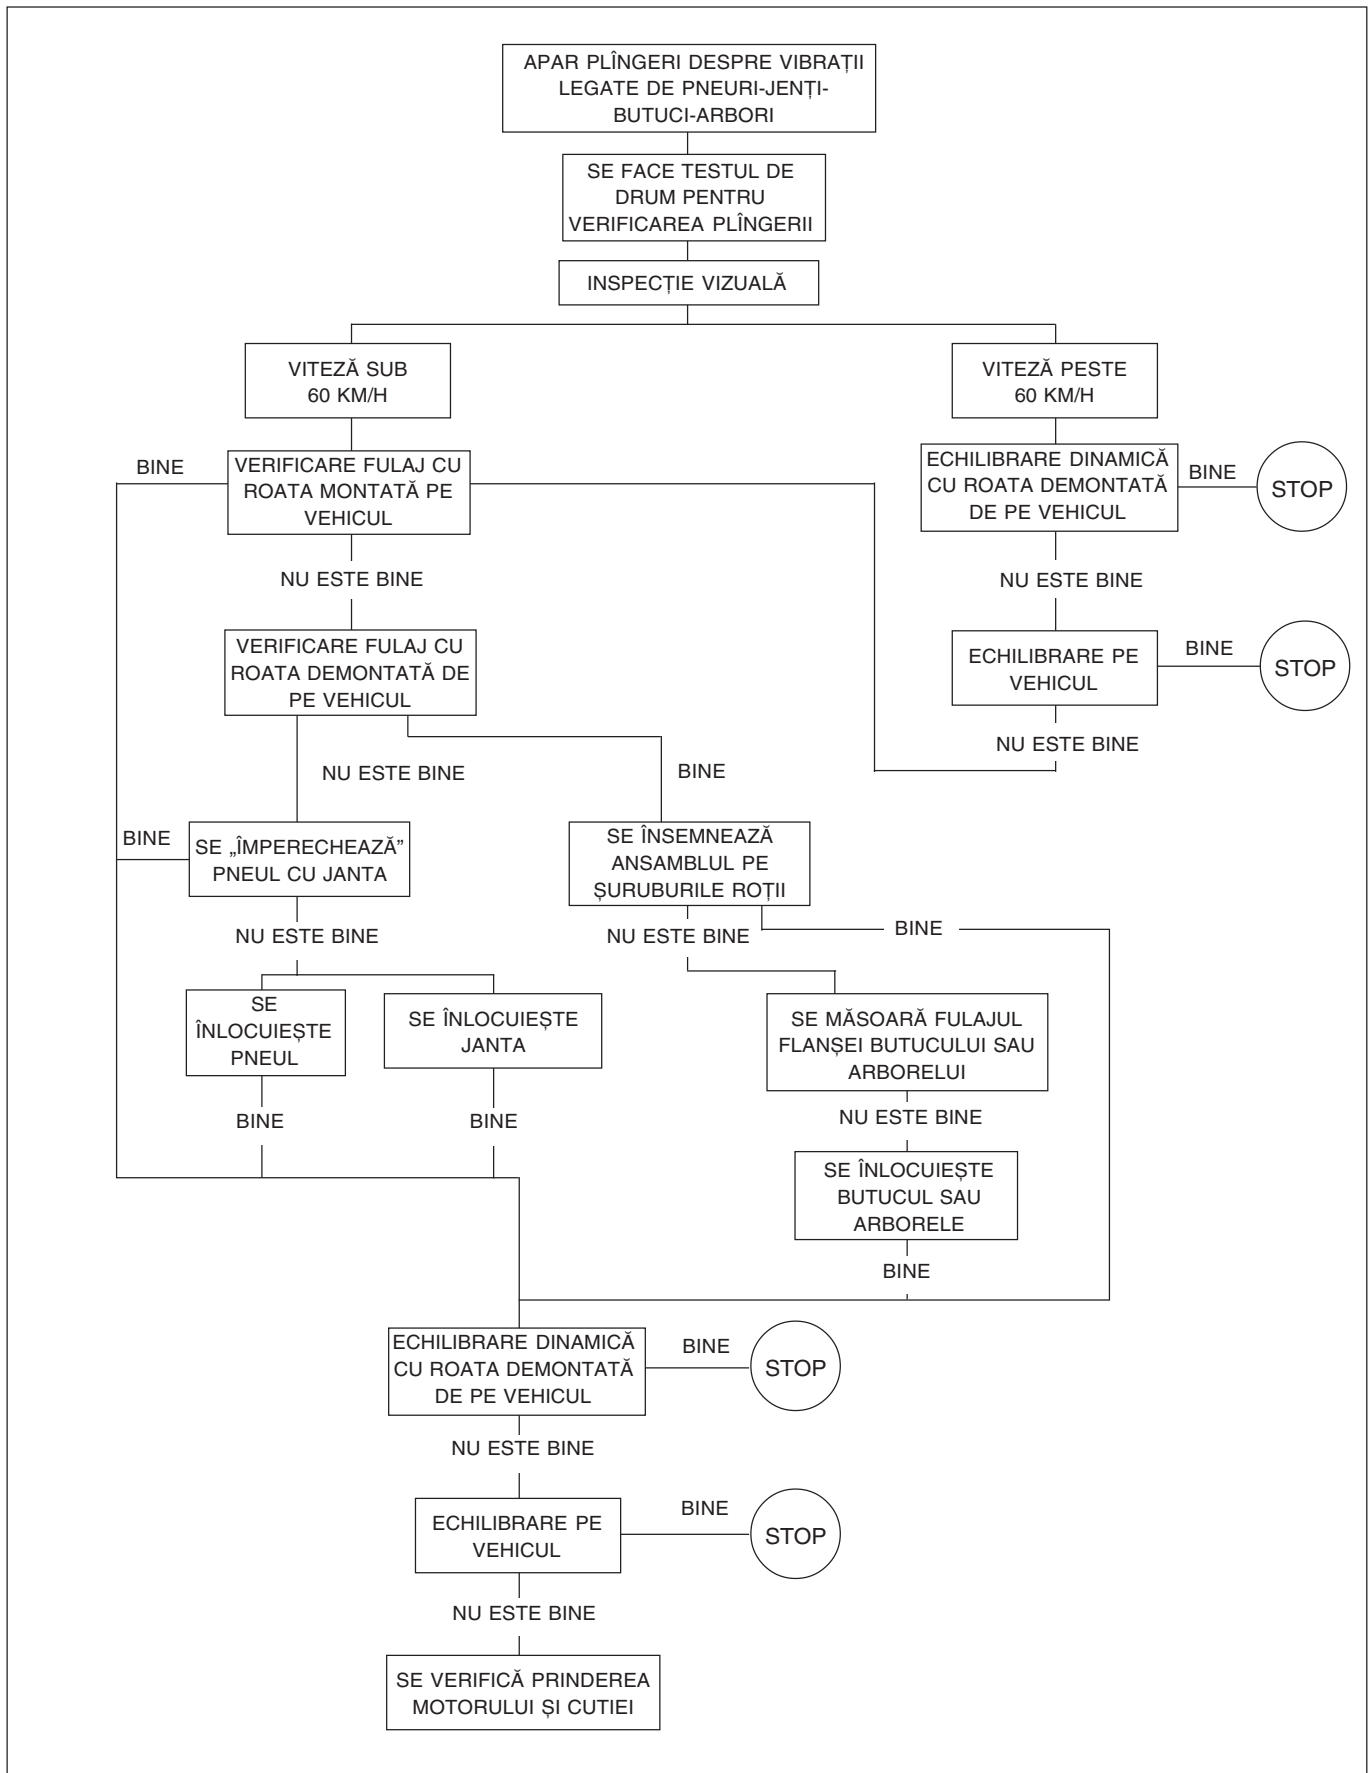 APAR PLÎNGERI DESPRE VIBRAȚII
LEGATE DE PNEURI-JENȚI-
BUTUCI-ARBORI
SE FACE TESTUL DE
DRUM PENTRU
VERIFICAREA PLÎNGERII
INSPECȚIE VIZUALĂ
VITEZĂ SUB
60 KM/H
VITEZĂ PESTE
60 KM/H
BINE
VERIFICARE FULAJ CU
ROATA MONTATĂ PE
VEHICUL
ECHILIBRARE DINAMICĂ
CU ROATA DEMONTATĂ
DE PE VEHICUL
BINE
STOP
NU ESTE BINE
NU ESTE BINE
VERIFICARE FULAJ CU
ROATA DEMONTATĂ DE
PE VEHICUL
ECHILIBRARE PE
VEHICUL
BINE
STOP
NU ESTE BINE
NU ESTE BINE
BINE
BINE
SE „ÎMPERECHEAZĂ”
PNEUL CU JANTA
SE ÎNSEMNEAZĂ
ANSAMBLUL PE
ȘURUBURILE ROȚII
NU ESTE BINE
NU ESTE BINE
BINE
SE
ÎNLOCUIEȘTE
PNEUL
SE ÎNLOCUIEȘTE
JANTA
SE MĂSOARĂ FULAJUL
FLANȘEI BUTUCULUI SAU
ARBORELUI
BINE
BINE
NU ESTE BINE
SE ÎNLOCUIEȘTE
BUTUCUL SAU
ARBORELE
BINE
ECHILIBRARE DINAMICĂ
CU ROATA DEMONTATĂ
DE PE VEHICUL
BINE
STOP
NU ESTE BINE
ECHILIBRARE PE
VEHICUL
BINE
STOP
NU ESTE BINE
SE VERIFICĂ PRINDEREA
MOTORULUI ȘI CUTIEI